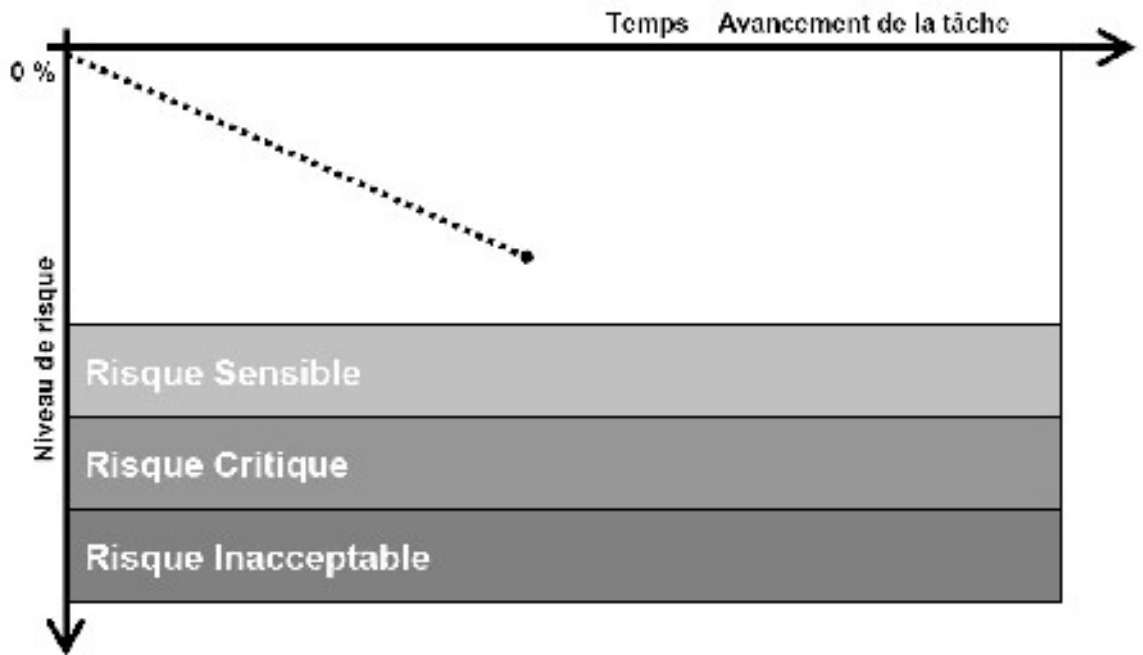 Temps Avancement de la tâche
0 %
Niveau de risque
Risque Sensible
Risque Critique
Risque Inacceptable